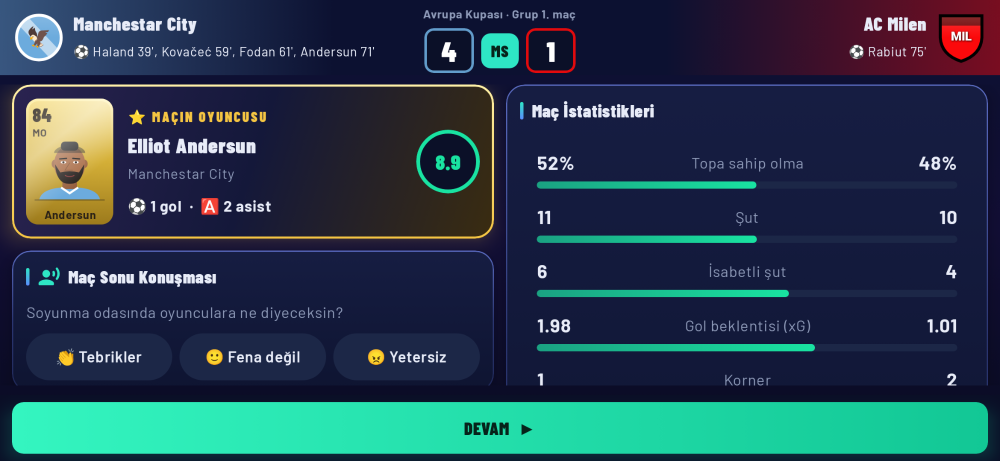 Manchestar City
⚽ Haland 39', Kovačeć 59', Fodan 61', Andersun 71'
Avrupa Kupası · Grup 1. maç
4 MS 1
AC Milen
⚽ Rabiut 75'
MIL
84
MO
Andersun
⭐ MAÇIN OYUNCUSU
Elliot Andersun
Manchestar City
⚽ 1 gol · 🅰 2 asist
8.9
Maç Sonu Konuşması
Soyunma odasında oyunculara ne diyeceksin?
👏 Tebrikler
🙂 Fena değil
😠 Yetersiz
Maç İstatistikleri
52% Topa sahip olma 48%
11 Şut 10
6 İsabetli şut 4
1.98 Gol beklentisi (xG) 1.01
1 Korner 2
DEVAM ►